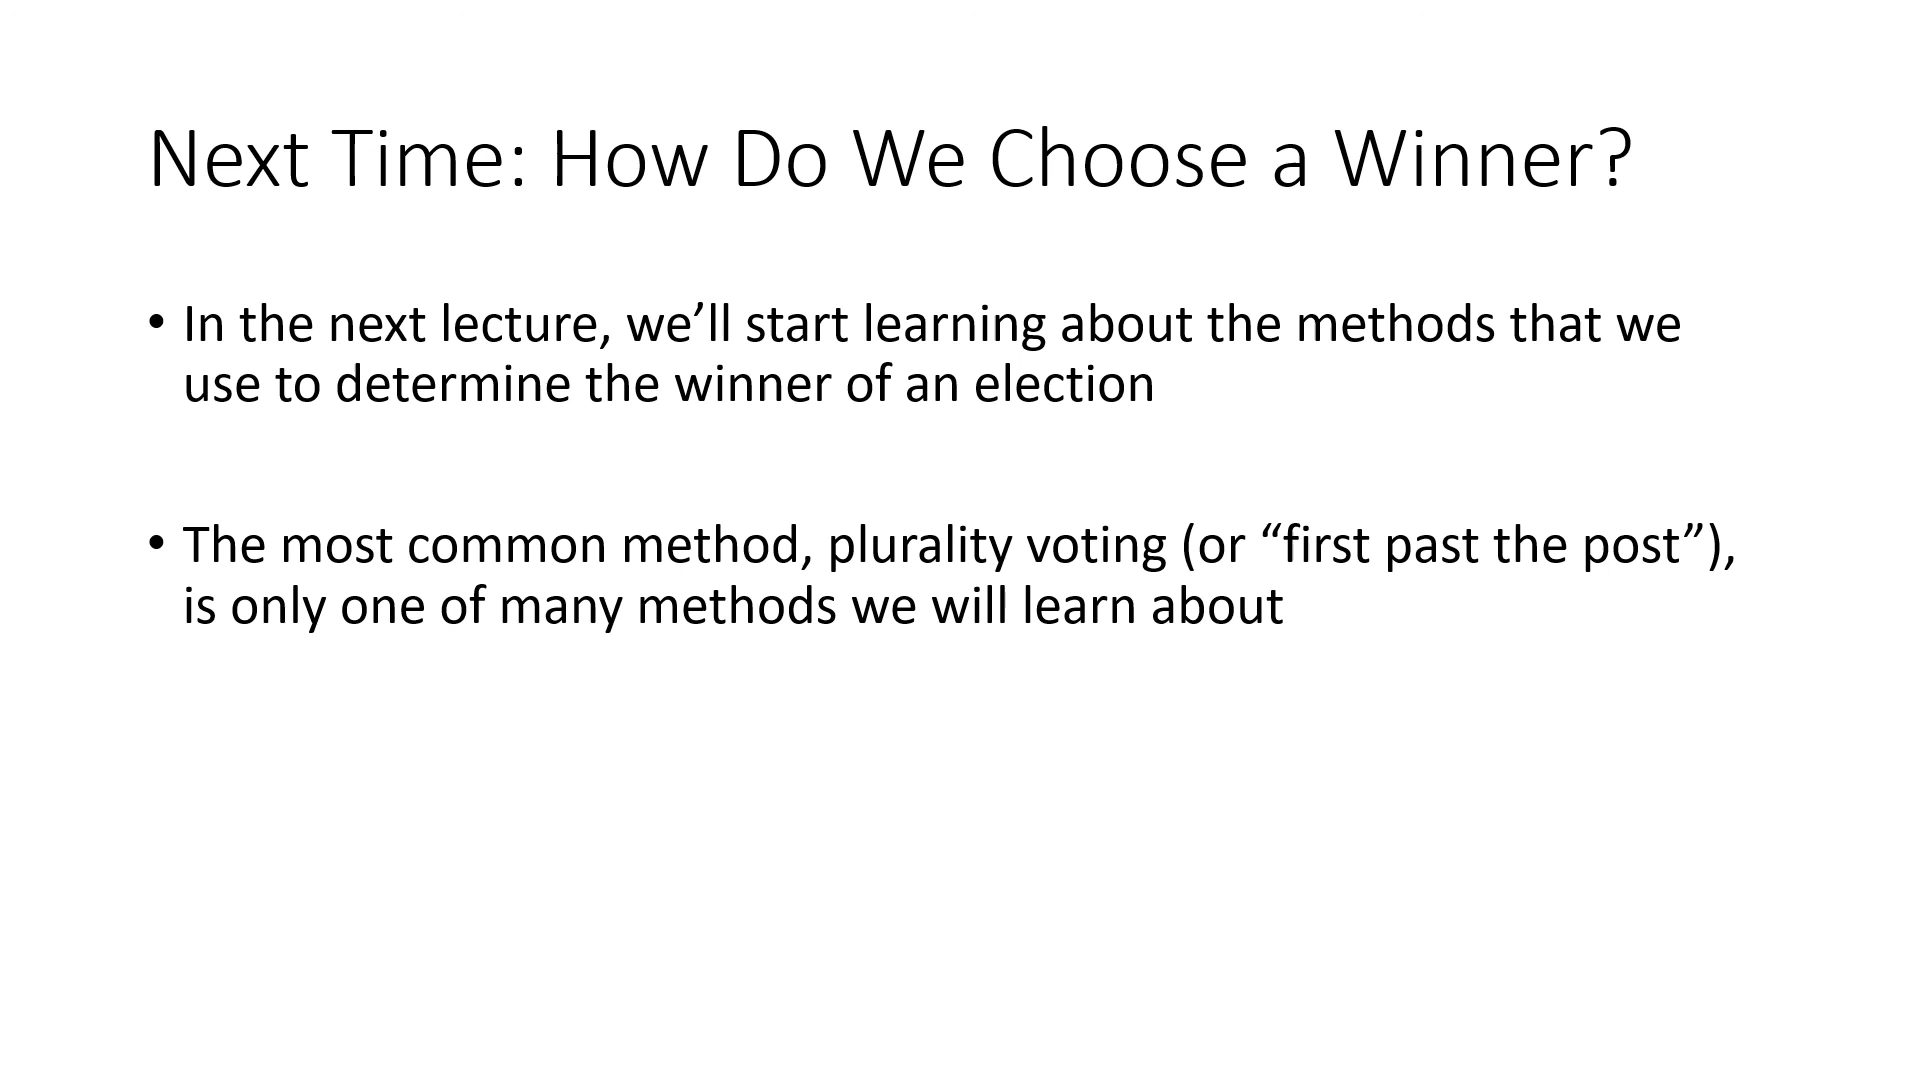 Next Time: How Do We Choose a Winner?
• In the next lecture, we’ll start learning about the methods that we
use to determine the winner of an election
• The most common method, plurality voting (or “first past the post”),
is only one of many methods we will learn about